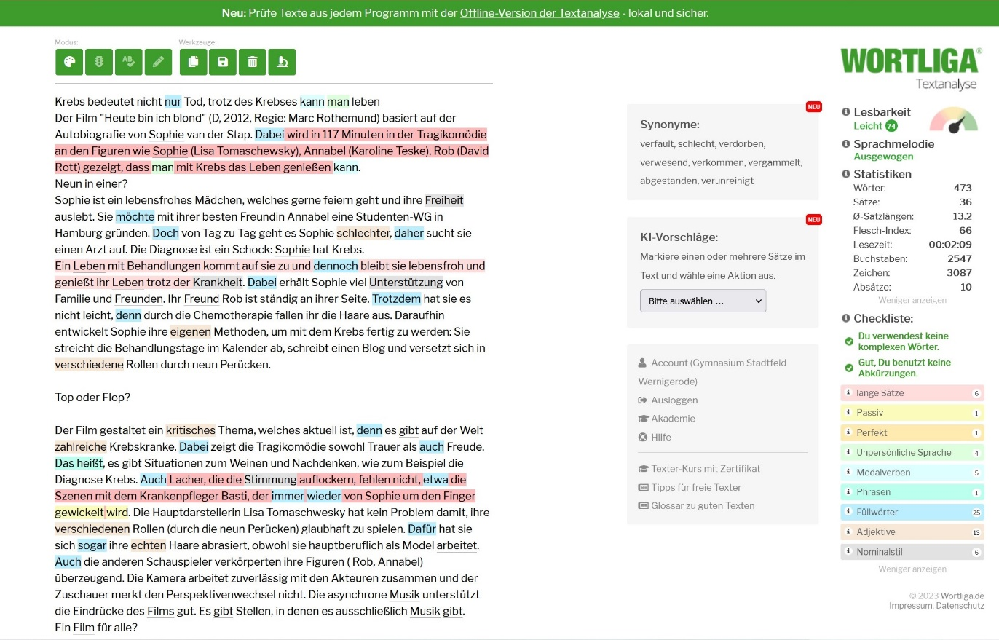 Neu: Prüfe Texte aus jedem Programm mit der Offline-Version der Textanalyse - lokal und sicher.
Modus:
Werkzeuge:
AB
Krebs bedeutet nicht nur Tod, trotz des Krebses kann man leben
Der Film "Heute bin ich blond" (D, 2012, Regie: Marc Rothemund) basiert auf der
Autobiografie von Sophie van der Stap. Dabei wird in 117 Minuten in der Tragikomödie
an den Figuren wie Sophie (Lisa Tomaschewsky), Annabel (Karoline Teske), Rob (David
Rott) gezeigt, dass man mit Krebs das Leben genießen kann.
Neun in einer?
Sophie ist ein lebensfrohes Mädchen, welches gerne feiern geht und ihre Freiheit
auslebt. Sie möchte mit ihrer besten Freundin Annabel eine Studenten-WG in
Hamburg gründen. Doch von Tag zu Tag geht es Sophie schlechter, daher sucht sie
einen Arzt auf. Die Diagnose ist ein Schock: Sophie hat Krebs.
Ein Leben mit Behandlungen kommt auf sie zu und dennoch bleibt sie lebensfroh und
genießt ihr Leben trotz der Krankheit. Dabei erhält Sophie viel Unterstützung von
Familie und Freunden. Ihr Freund Rob ist ständig an ihrer Seite. Trotzdem hat sie es
nicht leicht, denn durch die Chemotherapie fallen ihr die Haare aus. Daraufhin
entwickelt Sophie ihre eigenen Methoden, um mit dem Krebs fertig zu werden: Sie
streicht die Behandlungstage im Kalender ab, schreibt einen Blog und versetzt sich in
verschiedene Rollen durch neun Perücken.
Top oder Flop?
Der Film gestaltet ein kritisches Thema, welches aktuell ist, denn es gibt auf der Welt
zahlreiche Krebskranke. Dabei zeigt die Tragikomödie sowohl Trauer als auch Freude.
Das heißt, es gibt Situationen zum Weinen und Nachdenken, wie zum Beispiel die
Diagnose Krebs. Auch Lacher, die die Stimmung auflockern, fehlen nicht, etwa die
Szenen mit dem Krankenpfleger Basti, der immer wieder von Sophie um den Finger
gewickelt wird. Die Hauptdarstellerin Lisa Tomaschwesky hat kein Problem damit, ihre
verschiedenen Rollen (durch die neun Perücken) glaubhaft zu spielen. Dafür hat sie
sich sogar ihre echten Haare abrasiert, obwohl sie hauptberuflich als Model arbeitet.
Auch die anderen Schauspieler verkörperten ihre Figuren ( Rob, Annabel)
überzeugend. Die Kamera arbeitet zuverlässig mit den Akteuren zusammen und der
Zuschauer merkt den Perspektivenwechsel nicht. Die asynchrone Musik unterstützt
die Eindrücke des Films gut. Es gibt Stellen, in denen es ausschließlich Musik gibt.
Ein Film für alle?
NEU
Synonyme:
verfault, schlecht, verdorben,
verwesend, verkommen, vergammelt,
abgestanden, verunreinigt
NEU
KI-Vorschläge:
Markiere einen oder mehrere Sätze im
Text und wähle eine Aktion aus.
Bitte auswählen ...
Account (Gymnasium Stadtfeld
Wernigerode)
Ausloggen
Akademie
Hilfe
Texter-Kurs mit Zertifikat
Tipps für freie Texter
Glossar zu guten Texten
WORTLIGA®
Textanalyse
Lesbarkeit
Leicht 74
Sprachmelodie
Ausgewogen
Statistiken
Wörter: 473
Sätze: 36
Ø-Satzlängen: 13.2
Flesch-Index: 66
Lesezeit: 00:02:09
Buchstaben: 2547
Zeichen: 3087
Absätze: 10
Weniger anzeigen
Checkliste:
Du verwendest keine
komplexen Wörter.
Gut, Du benutzt keine
Abkürzungen.
lange Sätze 6
Passiv 1
Perfekt 1
Unpersönliche Sprache 4
Modalverben 5
Phrasen 1
Füllwörter 25
Adjektive 13
Nominalstil 6
Weniger anzeigen
© 2023 Wortliga.de
Impressum, Datenschutz